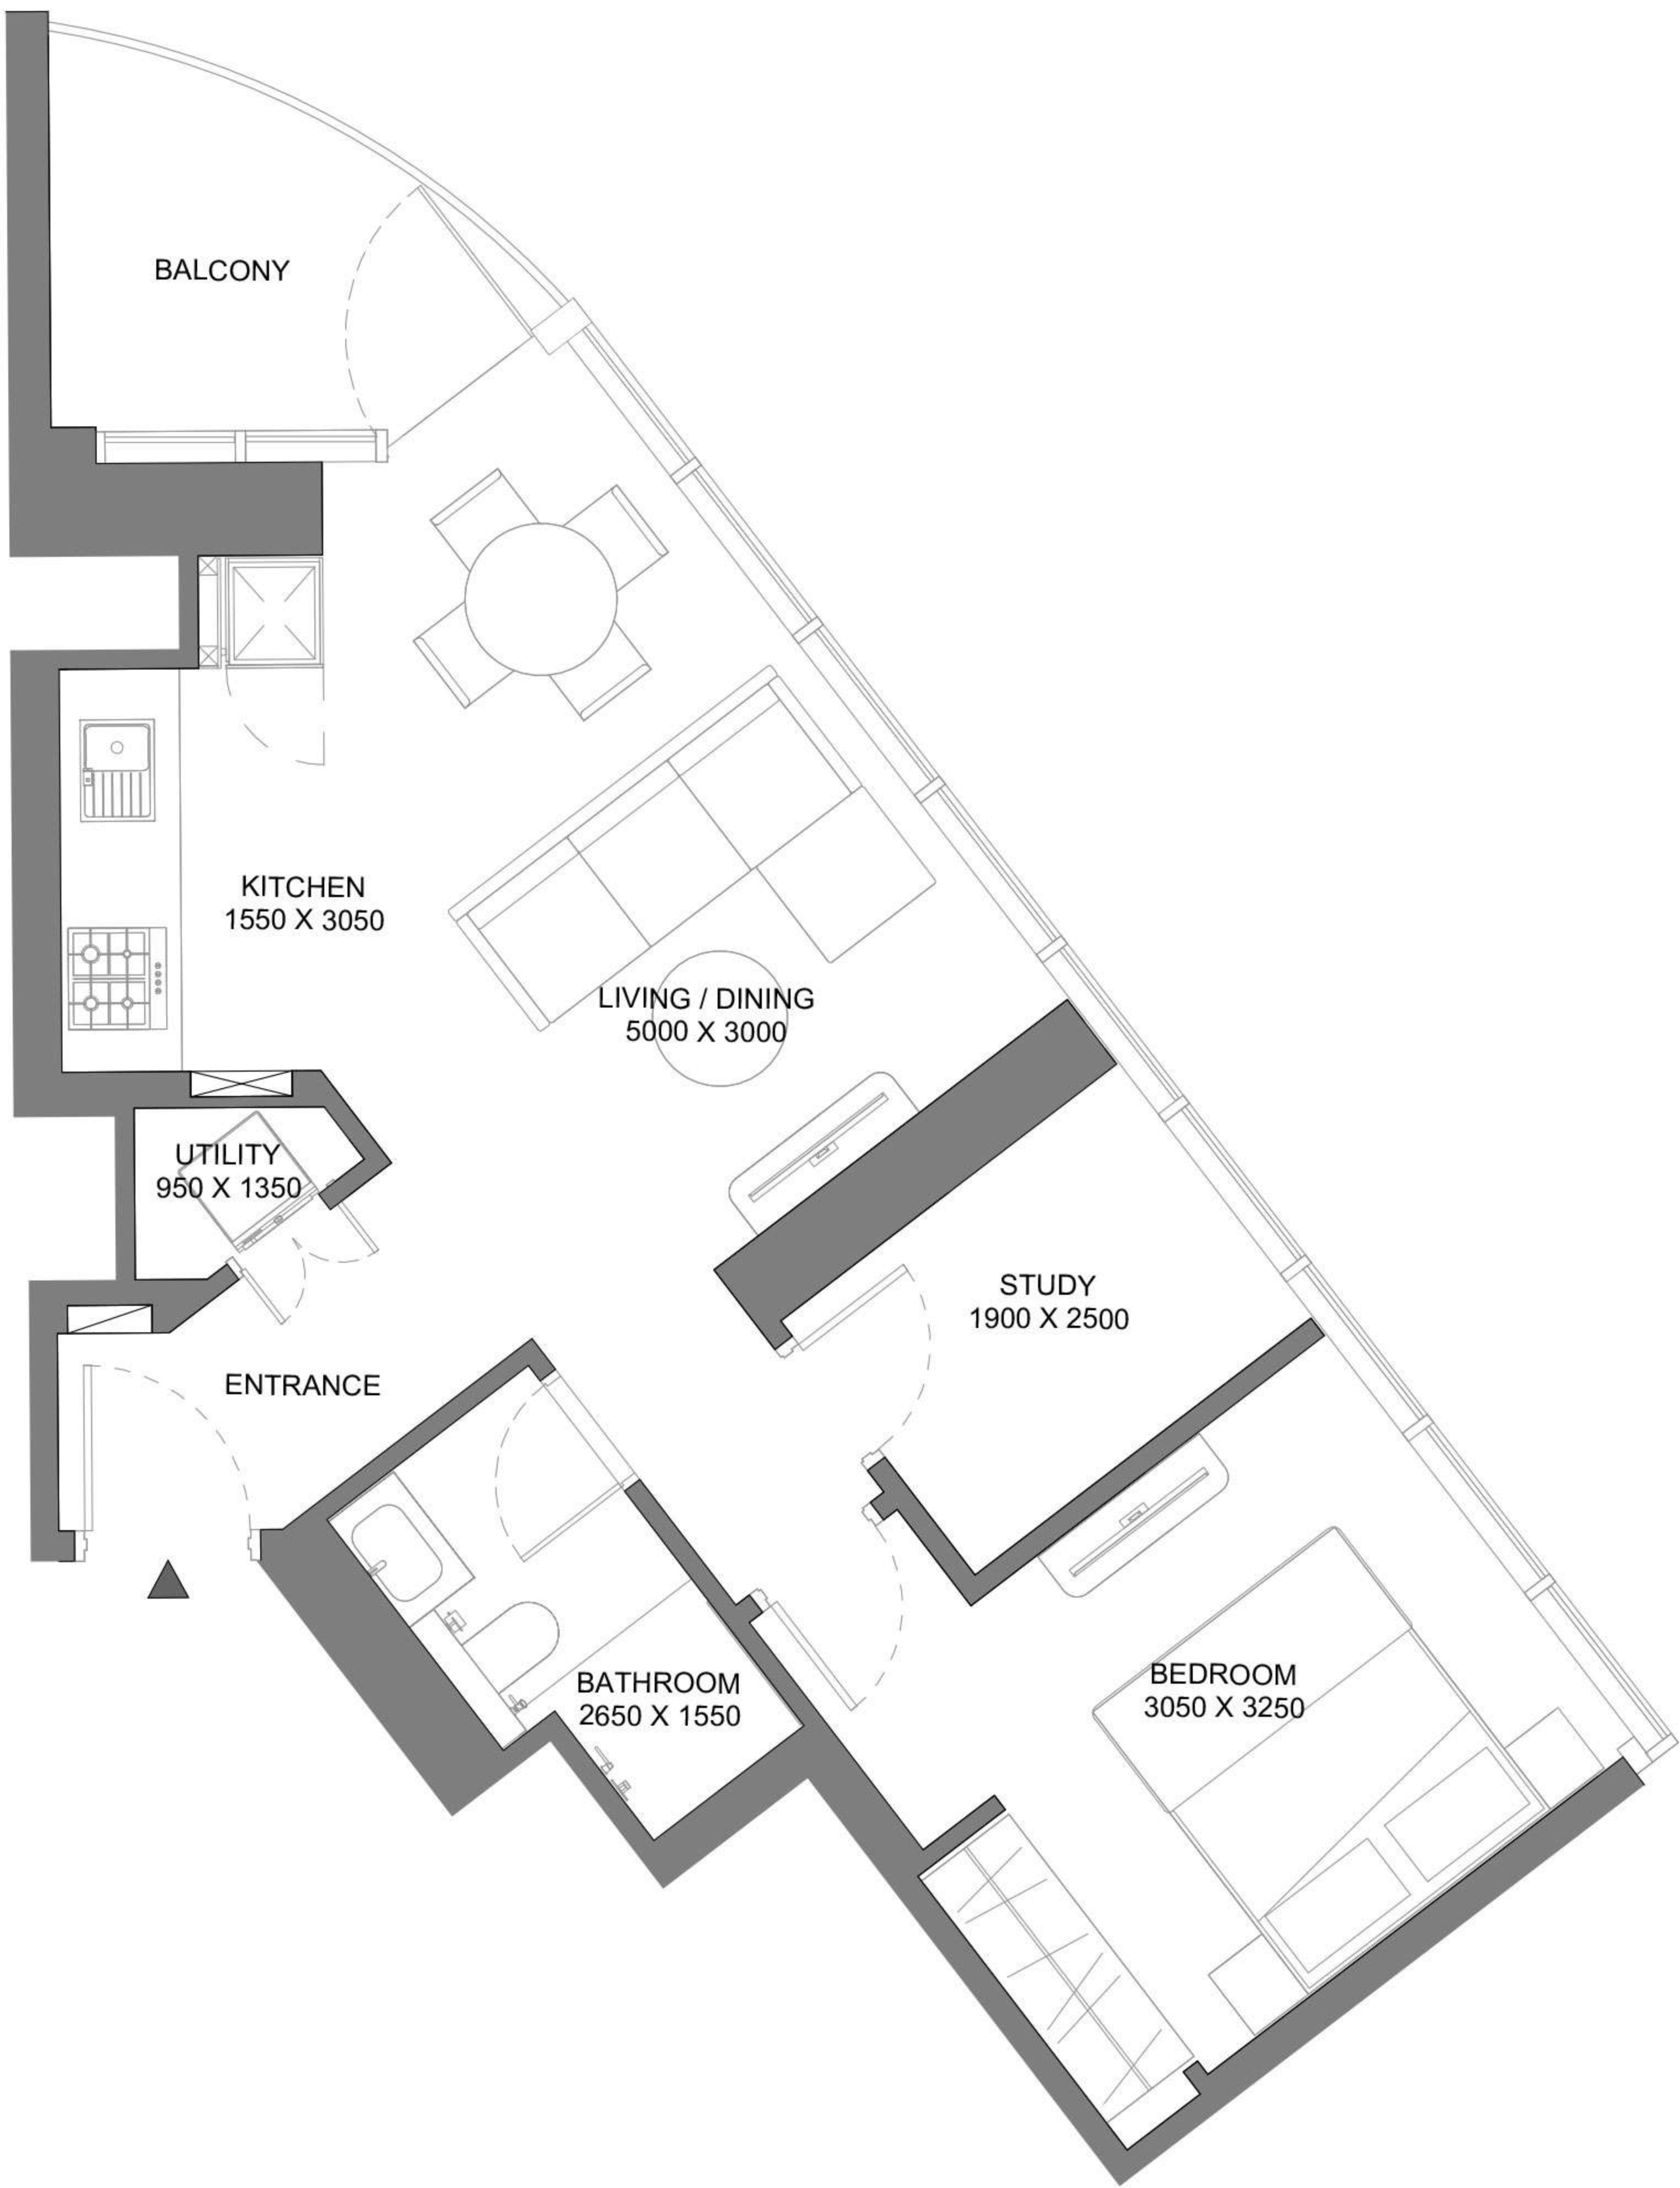 BALCONY
KITCHEN
1550 X 3050
LIVING / DINING
5000 X 3000
UTILITY
950 X 1350
STUDY
1900 X 2500
ENTRANCE
BATHROOM
2650 X 1550
BEDROOM
3050 X 3250